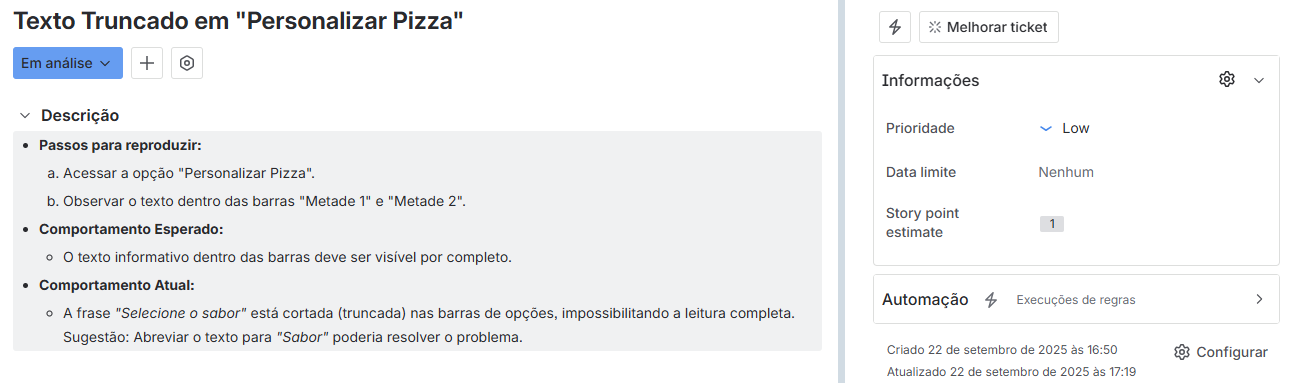 Texto Truncado em "Personalizar Pizza"
Em análise
Descrição
• Passos para reproduzir:
a. Acessar a opção "Personalizar Pizza".
b. Observar o texto dentro das barras "Metade 1" e "Metade 2".
• Comportamento Esperado:
◦ O texto informativo dentro das barras deve ser visível por completo.
• Comportamento Atual:
◦ A frase "Selecione o sabor" está cortada (truncada) nas barras de opções, impossibilitando a leitura completa.
Sugestão: Abreviar o texto para "Sabor" poderia resolver o problema.
Melhorar ticket
Informações
Prioridade Low
Data limite Nenhum
Story point
estimate 1
Automação Execuções de regras
Criado 22 de setembro de 2025 às 16:50
Configurar
Atualizado 22 de setembro de 2025 às 17:19